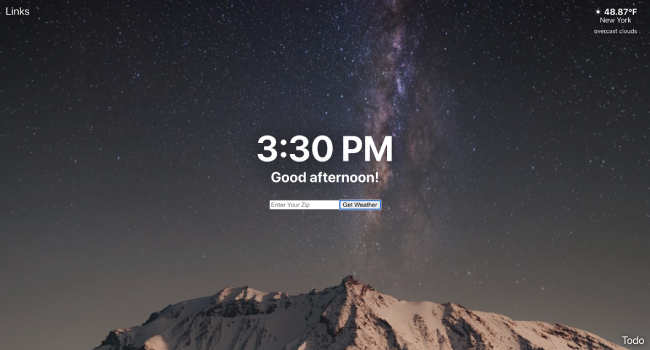 Links
48.87°F
New York
overcast clouds
3:30 PM
Good afternoon!
Enter Your Zip
Get Weather
Todo